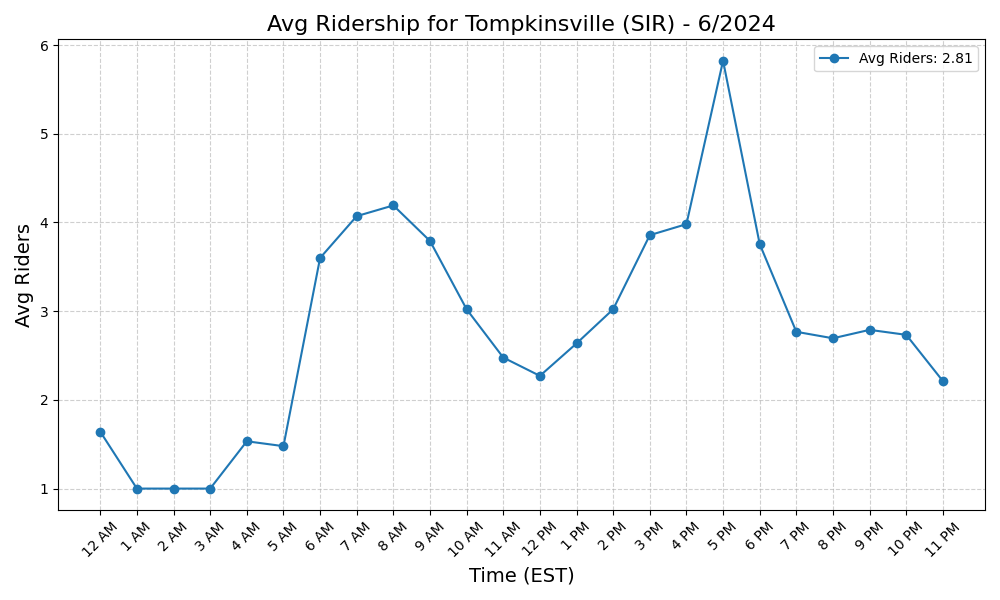 Avg Ridership for Tompkinsville (SIR) - 6/2024
Avg Riders: 2.81
Avg Riders
6
5
4
3
2
1
12 AM
1 AM
2 AM
3 AM
4 AM
5 AM
6 AM
7 AM
8 AM
9 AM
10 AM
11 AM
12 PM
1 PM
2 PM
3 PM
4 PM
5 PM
6 PM
7 PM
8 PM
9 PM
10 PM
11 PM
Time (EST)